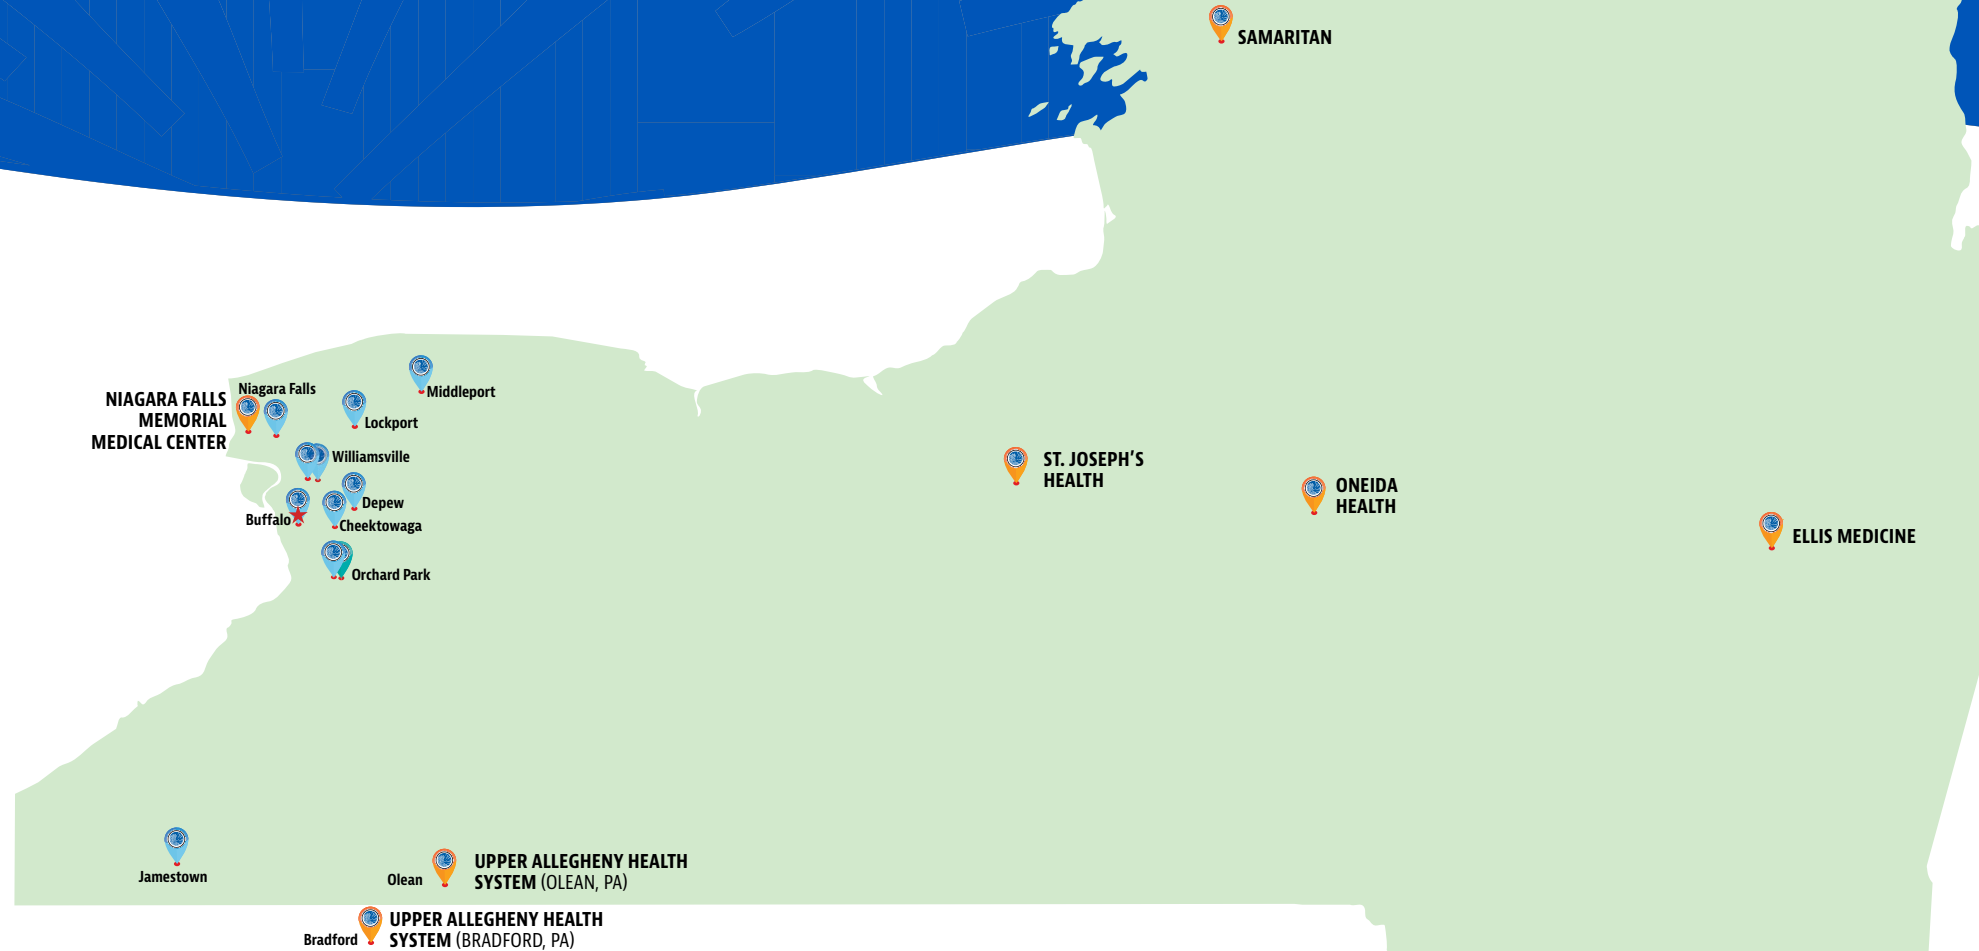 SAMARITAN
Niagara Falls
Middleport
NIAGARA FALLS
MEMORIAL
MEDICAL CENTER
Lockport
Williamsville
ST. JOSEPH'S
HEALTH
ONEIDA
HEALTH
Depew
Buffalo
Cheektowaga
ELLIS MEDICINE
Orchard Park
Jamestown
Olean
UPPER ALLEGHENY HEALTH
SYSTEM (OLEAN, PA)
Bradford
UPPER ALLEGHENY HEALTH
SYSTEM (BRADFORD, PA)